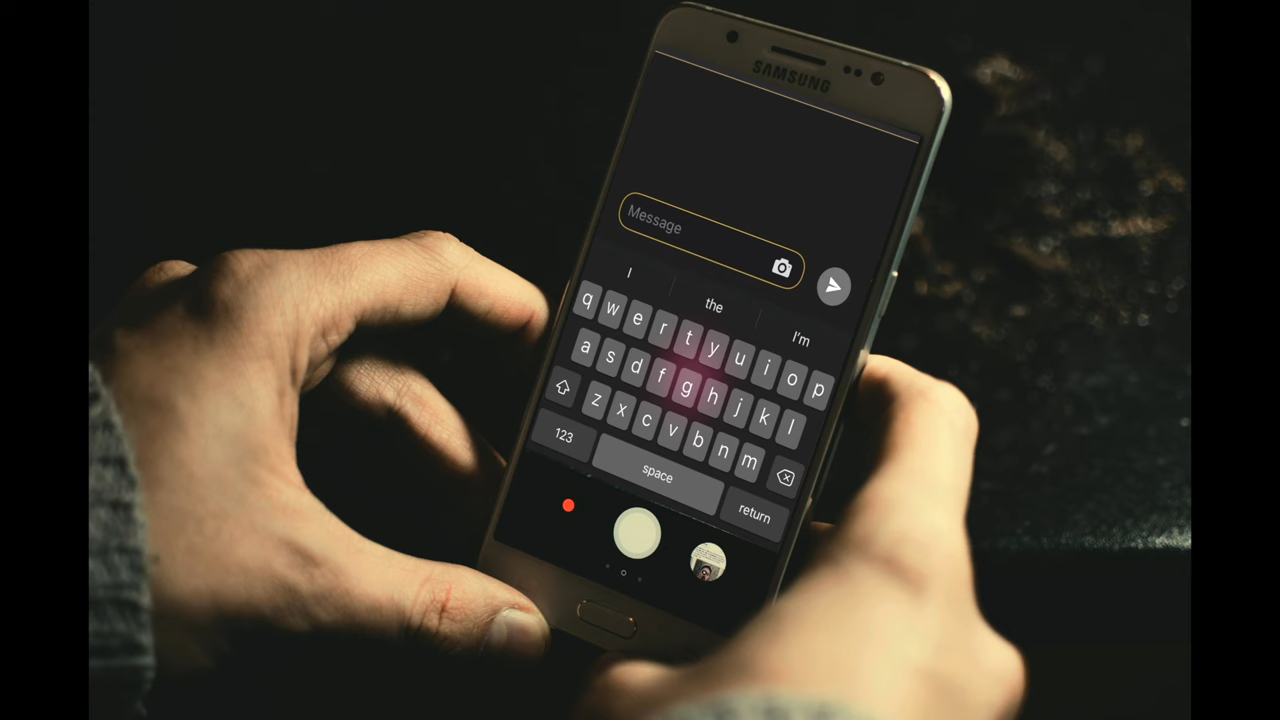 SAMSUNG
Message
I the I'm
q w e r t y u i o p
a s d f g h j k l
z x c v b n m
123 space return